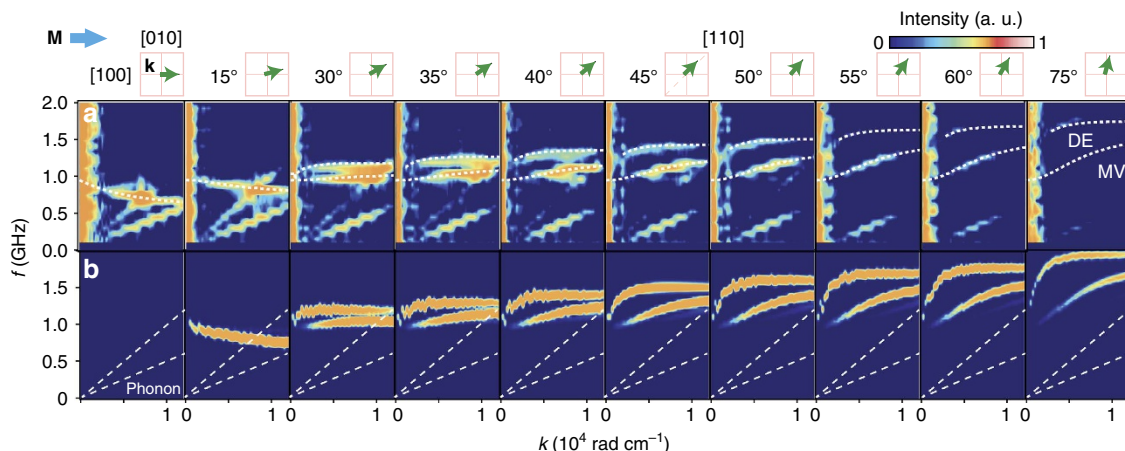 Intensity (a. u.)
M [010] [110] 0 1
[100] k 15° 30° 35° 40° 45° 50° 55° 60° 75°
a
2.0
1.5
1.0
0.5
0.0
DE
MV
f (GHz)
b
1.5
1.0
0.5
0
Phonon
0 1 0 1 0 1 0 1 0 1 0 1 0 1 0 1 0 1 0 1
k (10⁴ rad cm⁻¹)